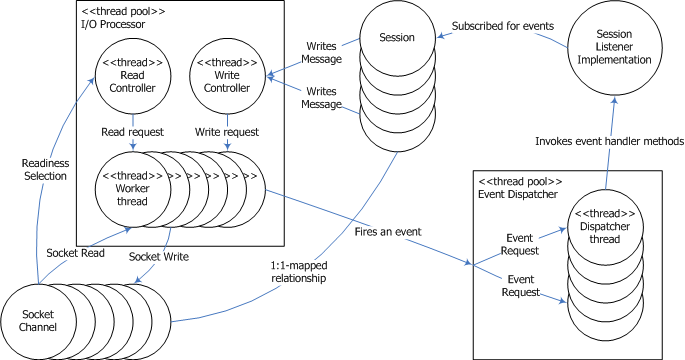 <<thread pool>>
I/O Processor
<<thread>>
Read
Controller
<<thread>>
Write
Controller
Writes
Message
Writes
Message
Session
Subscribed for events
Session
Listener
Implementation
Read request
Write request
Invokes event handler methods
Readiness
Selection
<<thread>>
Worker
thread
>>
>>
>>
>>
>>
<<thread pool>>
Event Dispatcher
<<thread>>
Dispatcher
thread
Event
Request
Event
Request
Fires an event
Socket Read
Socket Write
1:1-mapped
relationship
Socket
Channel